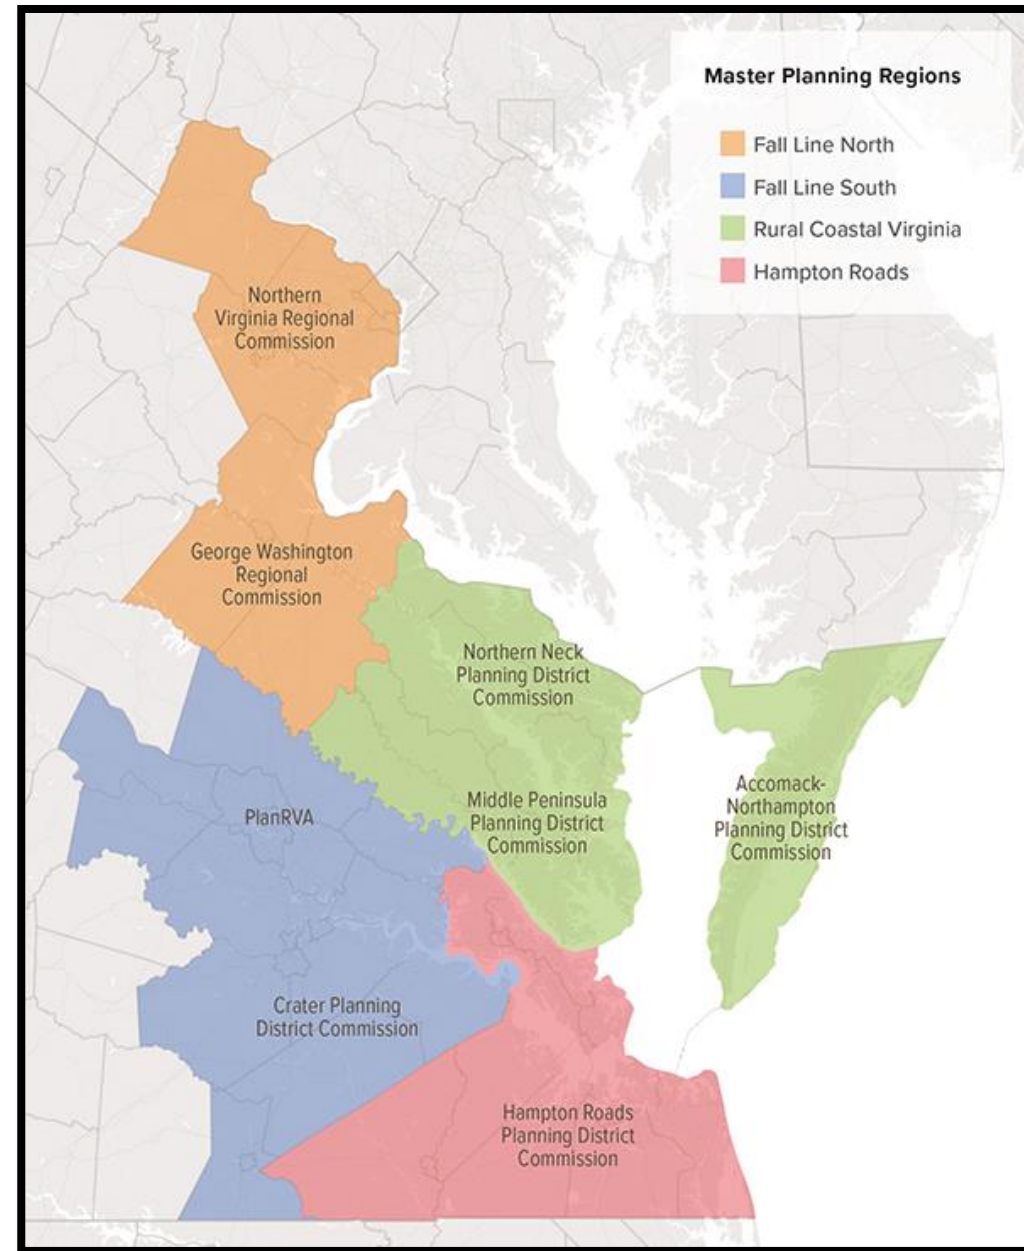 Master Planning Regions
Fall Line North
Fall Line South
Rural Coastal Virginia
Hampton Roads
Northern
Virginia Regional
Commission
George Washington
Regional
Commission
Northern Neck
Planning District
Commission
Middle Peninsula
Planning District
Commission
Accomack-
Northampton
Planning District
Commission
PlanRVA
Crater Planning
District Commission
Hampton Roads
Planning District
Commission